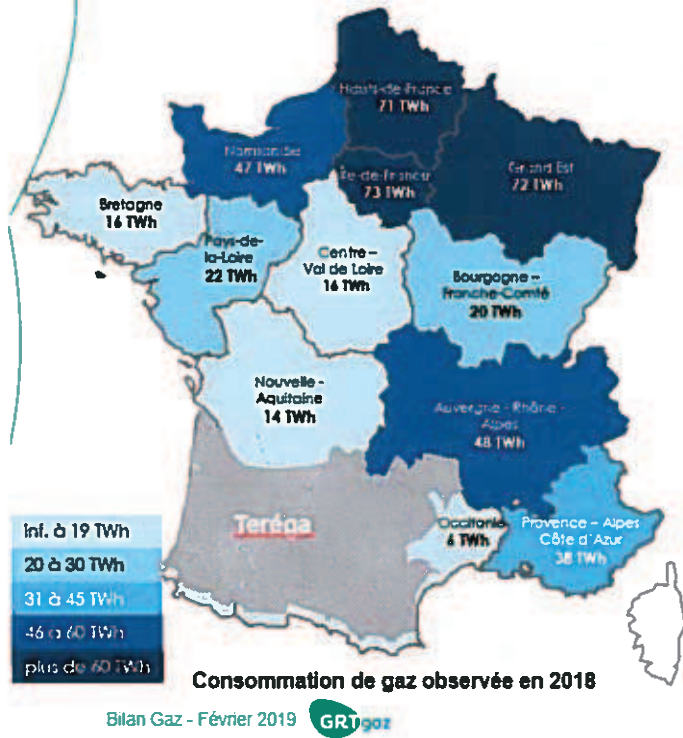 Hauts-de-France
71 TWh
Normandie
47 TWh
Île-de-France
73 TWh
Grand Est
72 TWh
Bretagne
16 TWh
Pays-de-
la-Loire
22 TWh
Centre –
Val de Loire
16 TWh
Bourgogne –
Franche-Comté
20 TWh
Nouvelle -
Aquitaine
14 TWh
Auvergne - Rhône -
Alpes
48 TWh
Teréga
Occitanie
6 TWh
Provence – Alpes
Côte d'Azur
38 TWh
Inf. à 19 TWh
20 à 30 TWh
31 à 45 TWh
46 à 60 TWh
plus de 60 TWh
Consommation de gaz observée en 2018
Bilan Gaz - Février 2019
GRTgaz